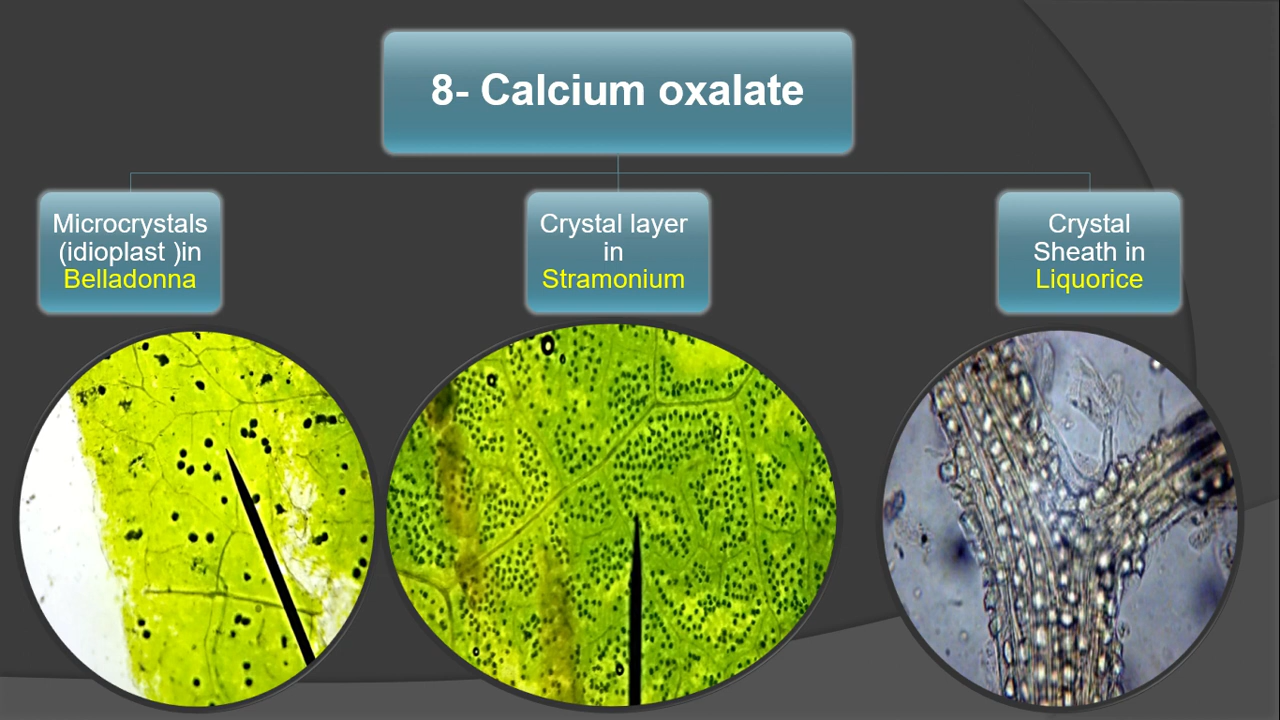 8- Calcium oxalate
Microcrystals
(idioplast )in
Belladonna
Crystal layer
in
Stramonium
Crystal
Sheath in
Liquorice